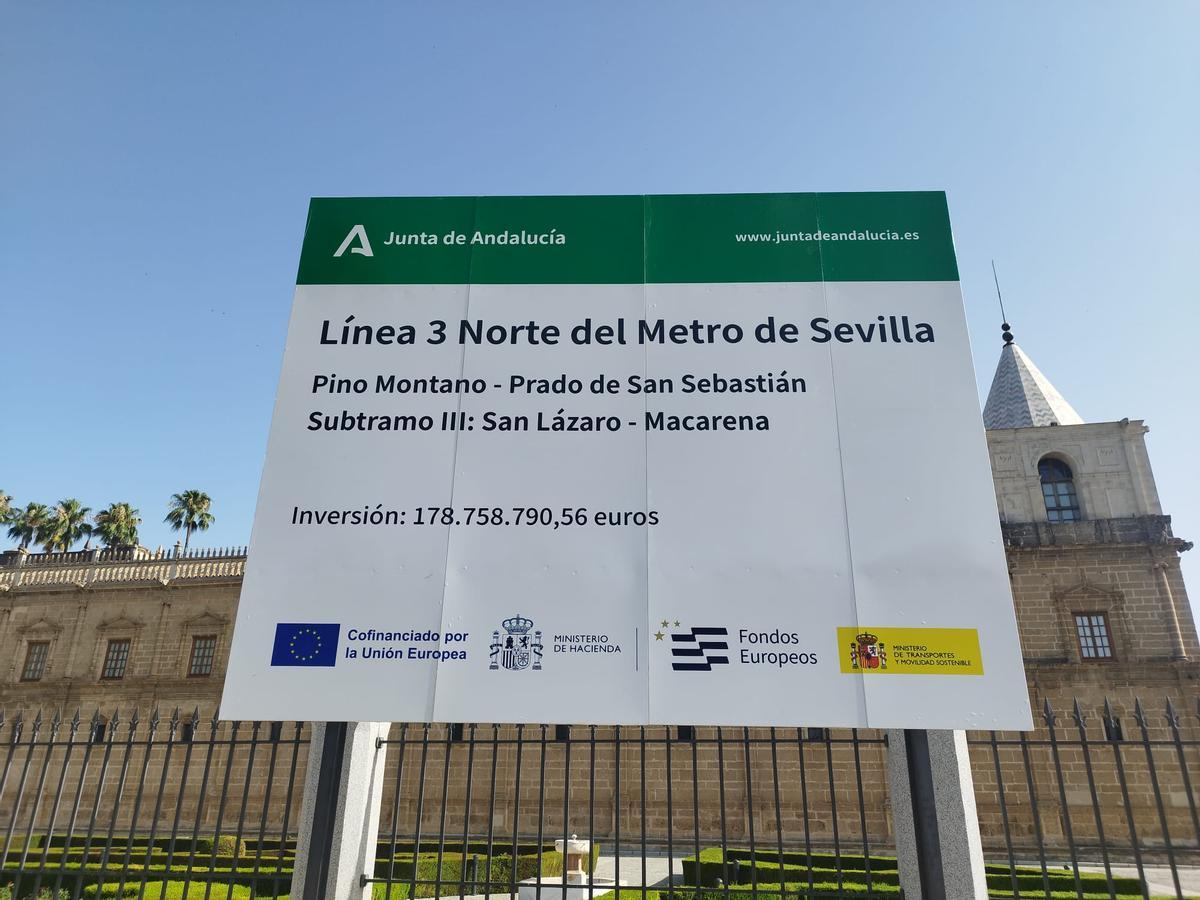 Junta de Andalucía
www.juntadeandalucia.es
Línea 3 Norte del Metro de Sevilla
Pino Montano - Prado de San Sebastián
Subtramo III: San Lázaro - Macarena
Inversión: 178.758.790,56 euros
Cofinanciado por
la Unión Europea
MINISTERIO
DE HACIENDA
Fondos
Europeos
MINISTERIO
DE TRANSPORTES
Y MOVILIDAD SOSTENIBLE